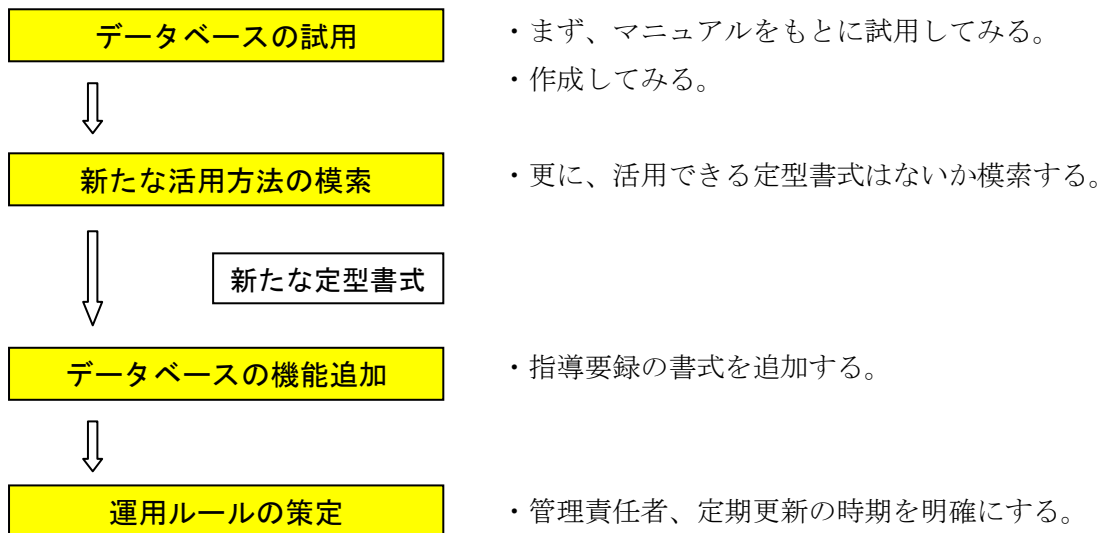 データベースの試用
・まず、マニュアルをもとに試用してみる。
・作成してみる。
新たな活用方法の模索
・更に、活用できる定型書式はないか模索する。
新たな定型書式
データベースの機能追加
・指導要録の書式を追加する。
運用ルールの策定
・管理責任者、定期更新の時期を明確にする。